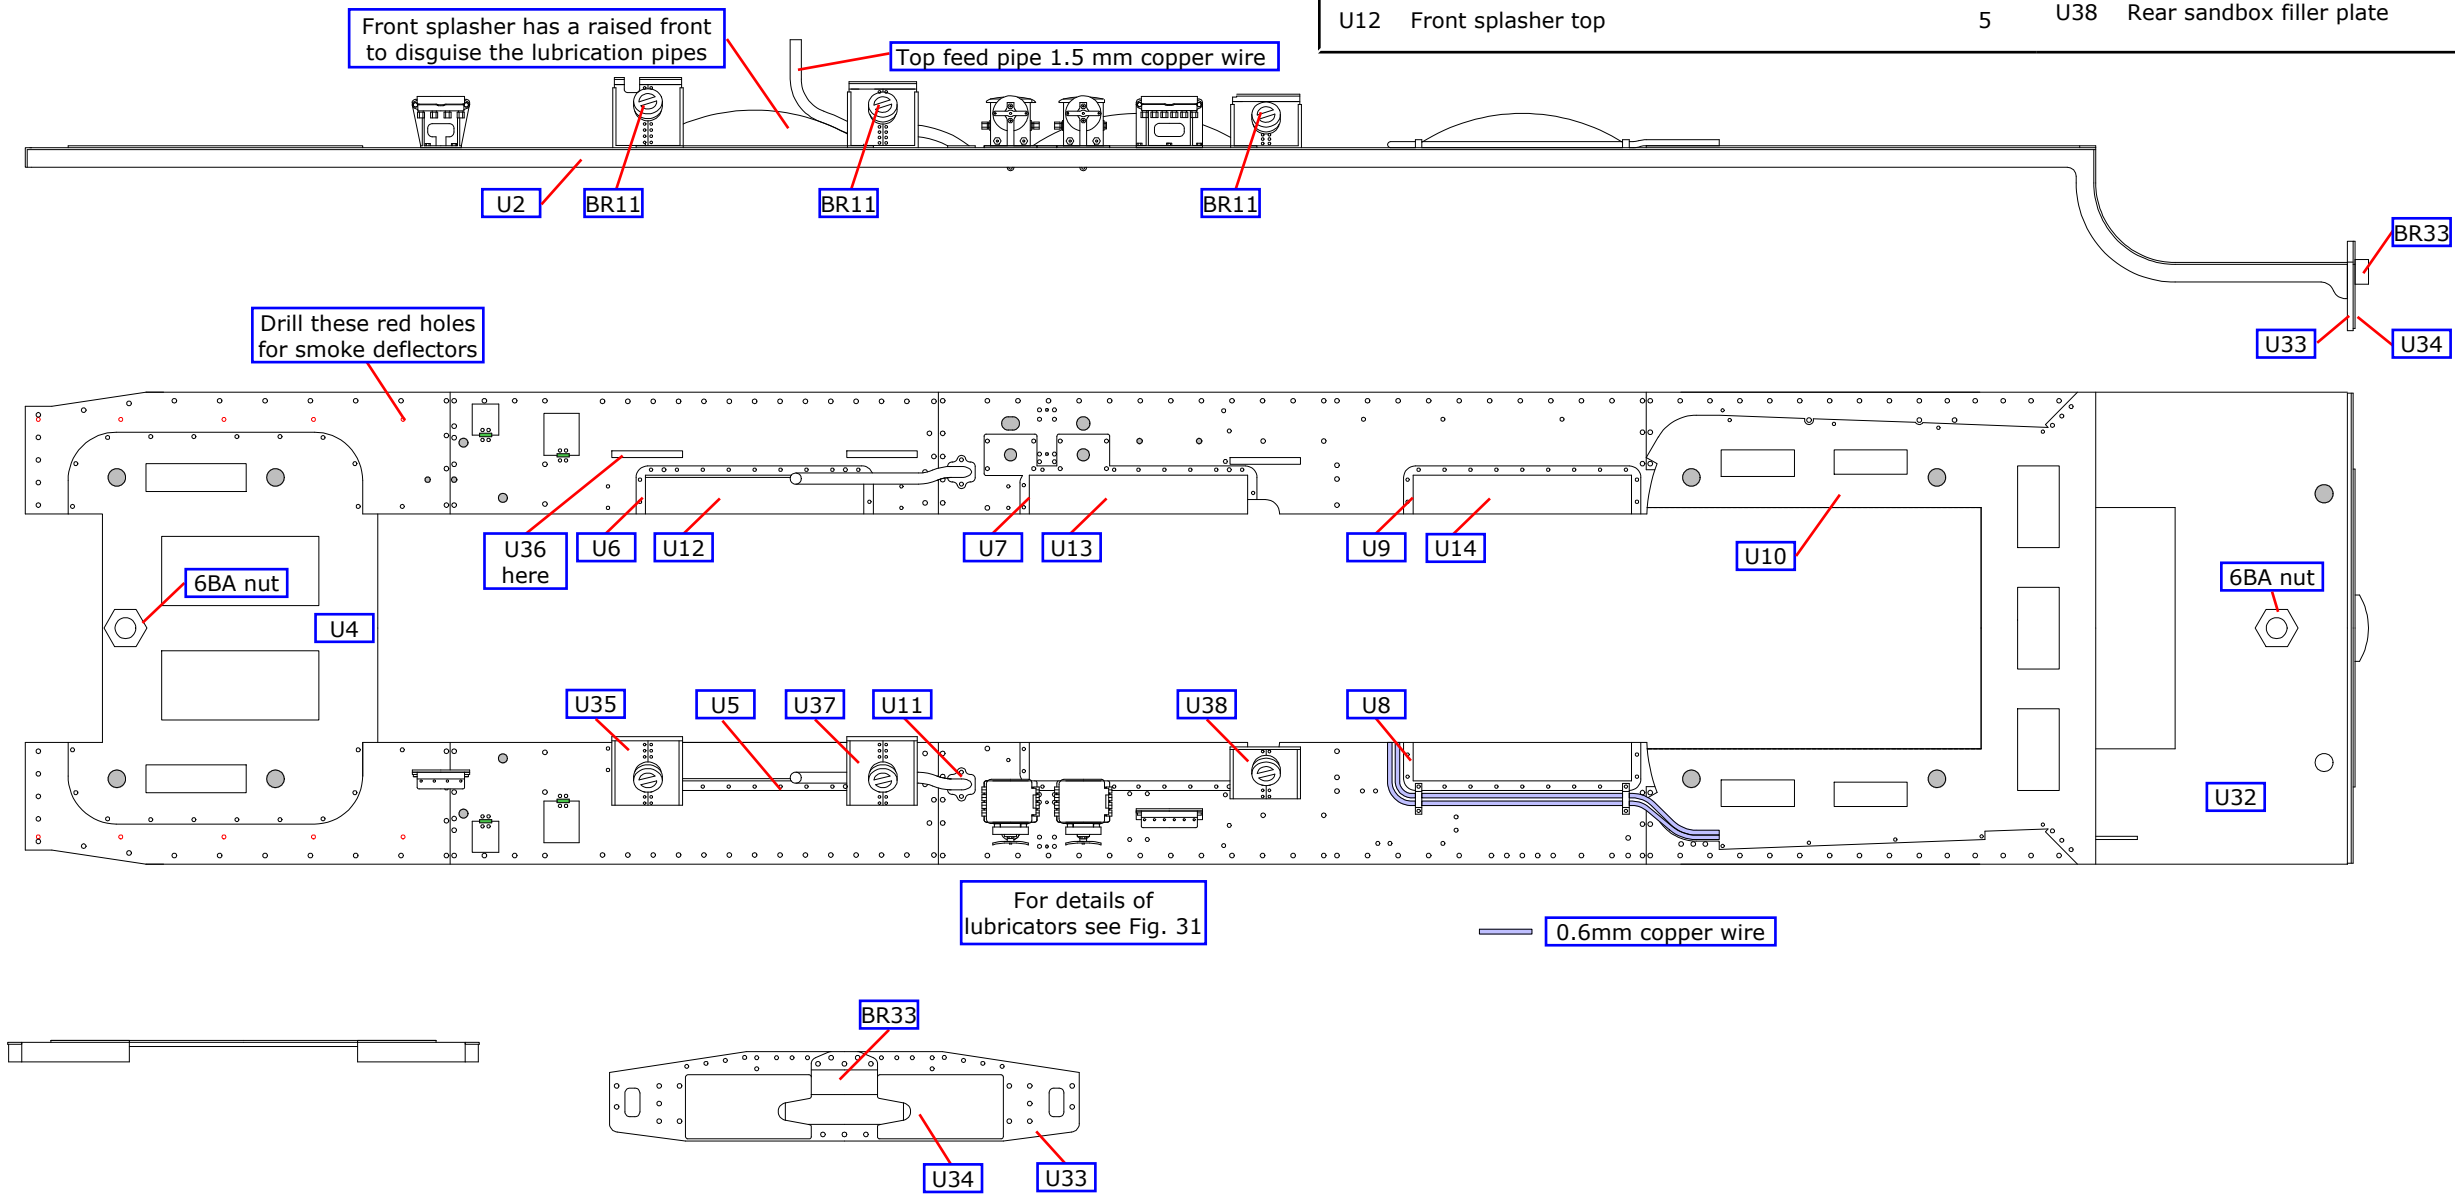 U12 Front splasher top 5 U38 Rear sandbox filler plate
Front splasher has a raised front
to disguise the lubrication pipes
Top feed pipe 1.5 mm copper wire
U2
BR11
BR11
BR11
BR33
U33
U34
Drill these red holes
for smoke deflectors
U36
here
U6
U12
U7
U13
U9
U14
U10
6BA nut
6BA nut
U4
U35
U5
U37
U11
U38
U8
U32
For details of
lubricators see Fig. 31
0.6mm copper wire
BR33
U34
U33